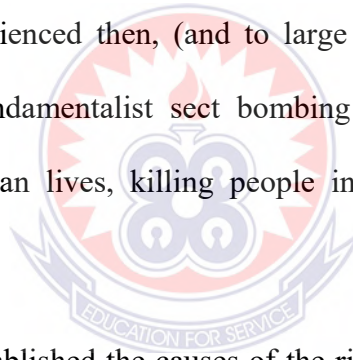 ienced then, (and to large
ndamentalist sect bombing
an lives, killing people in
EDUCATION FOR SERVICE
ablished the causes of the ri